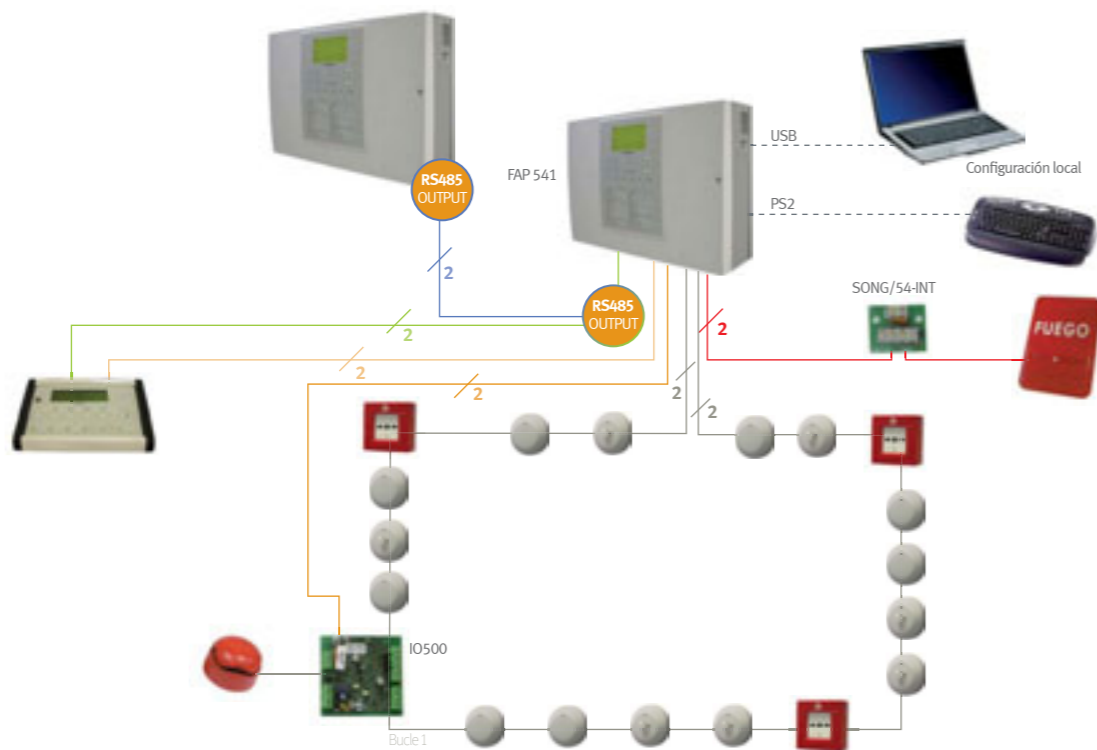 USB
FAP 541
Configuración local
RS485
OUTPUT
PS2
2
SONG/54-INT
RS485
OUTPUT
2
2
FUEGO
2
2
2
2
IO500
Bucle 1